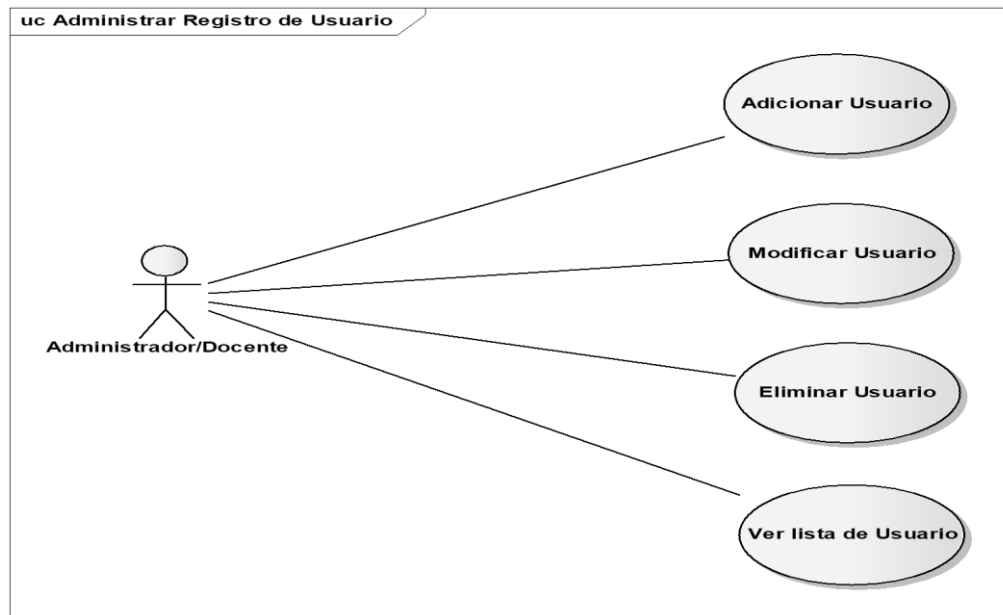 uc Administrar Registro de Usuario
Adicionar Usuario
Modificar Usuario
Administrador/Docente
Eliminar Usuario
Ver lista de Usuario